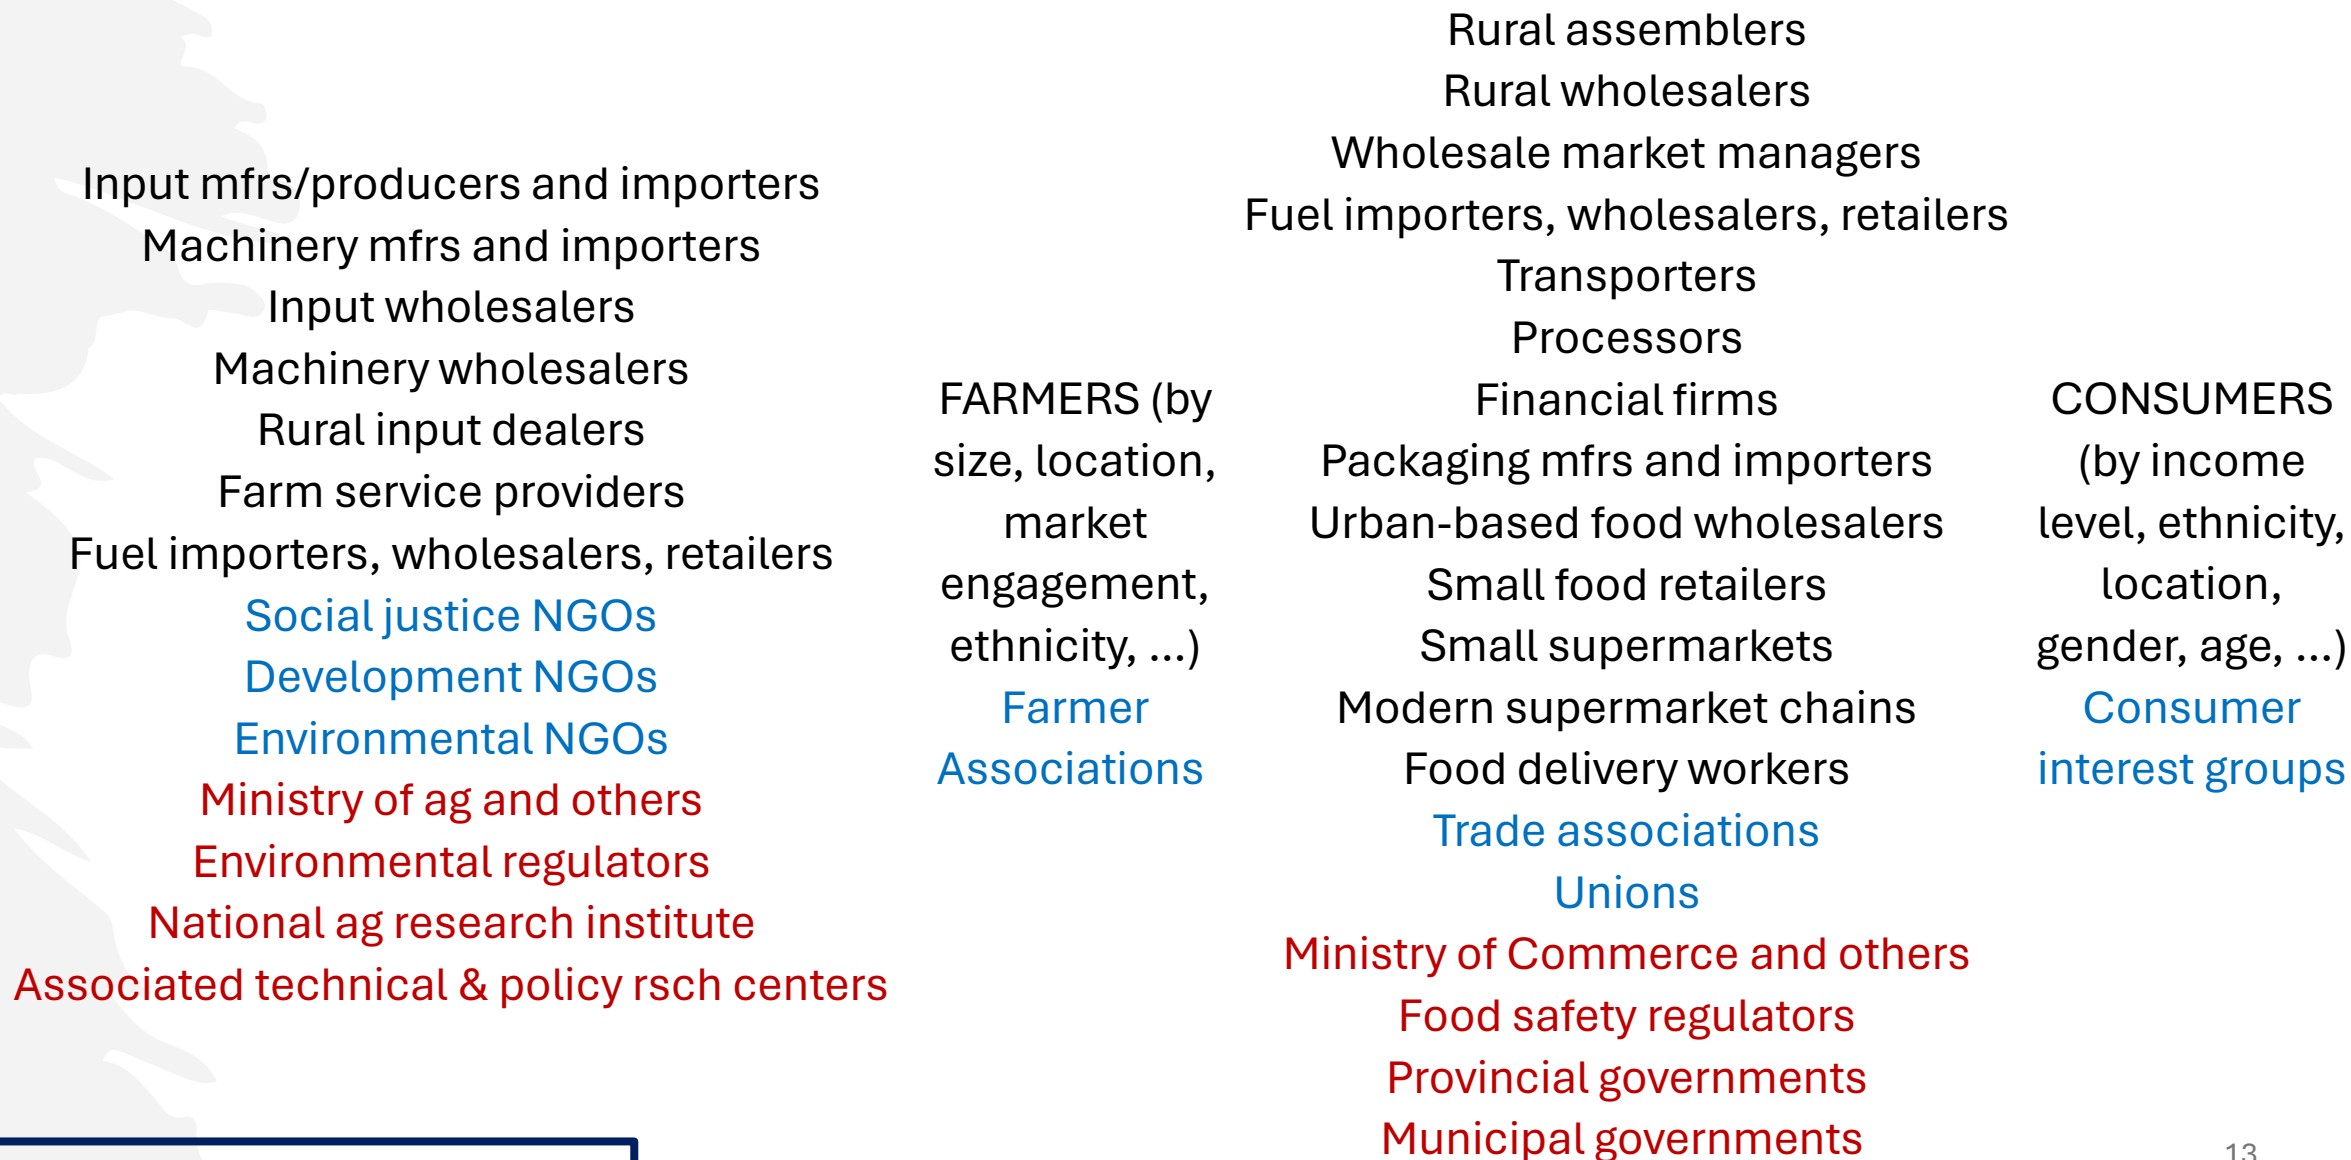 Input mfrs/producers and importers
Machinery mfrs and importers
Input wholesalers
Machinery wholesalers
Rural input dealers
Farm service providers
Fuel importers, wholesalers, retailers
Social justice NGOs
Development NGOs
Environmental NGOs
Ministry of ag and others
Environmental regulators
National ag research institute
Associated technical & policy rsch centers
FARMERS (by
size, location,
market
engagement,
ethnicity, ...)
Farmer
Associations
Rural assemblers
Rural wholesalers
Wholesale market managers
Fuel importers, wholesalers, retailers
Transporters
Processors
Financial firms
Packaging mfrs and importers
Urban-based food wholesalers
Small food retailers
Small supermarkets
Modern supermarket chains
Food delivery workers
Trade associations
Unions
Ministry of Commerce and others
Food safety regulators
Provincial governments
Municipal governments
CONSUMERS
(by income
level, ethnicity,
location,
gender, age, ...)
Consumer
interest groups
13